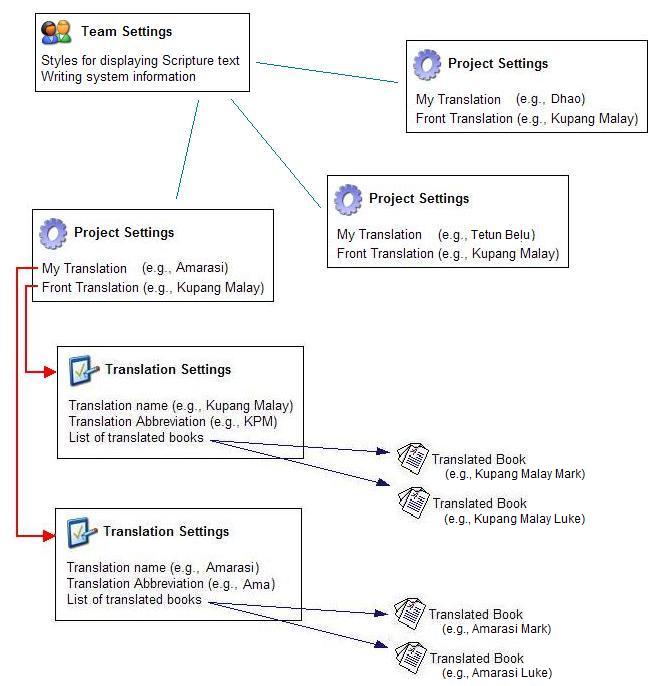 Team Settings
Styles for displaying Scripture text
Writing system information
Project Settings
My Translation (e.g., Dhao)
Front Translation (e.g., Kupang Malay)
Project Settings
My Translation (e.g., Tetun Belu)
Front Translation (e.g., Kupang Malay)
Project Settings
My Translation (e.g., Amarasi)
Front Translation (e.g., Kupang Malay)
Translation Settings
Translation name (e.g., Kupang Malay)
Translation Abbreviation (e.g., KPM)
List of translated books
Translated Book
(e.g., Kupang Malay Mark)
Translated Book
(e.g., Kupang Malay Luke)
Translation Settings
Translation name (e.g., Amarasi)
Translation Abbreviation (e.g., Ama)
List of translated books
Translated Book
(e.g., Amarasi Mark)
Translated Book
(e.g., Amarasi Luke)